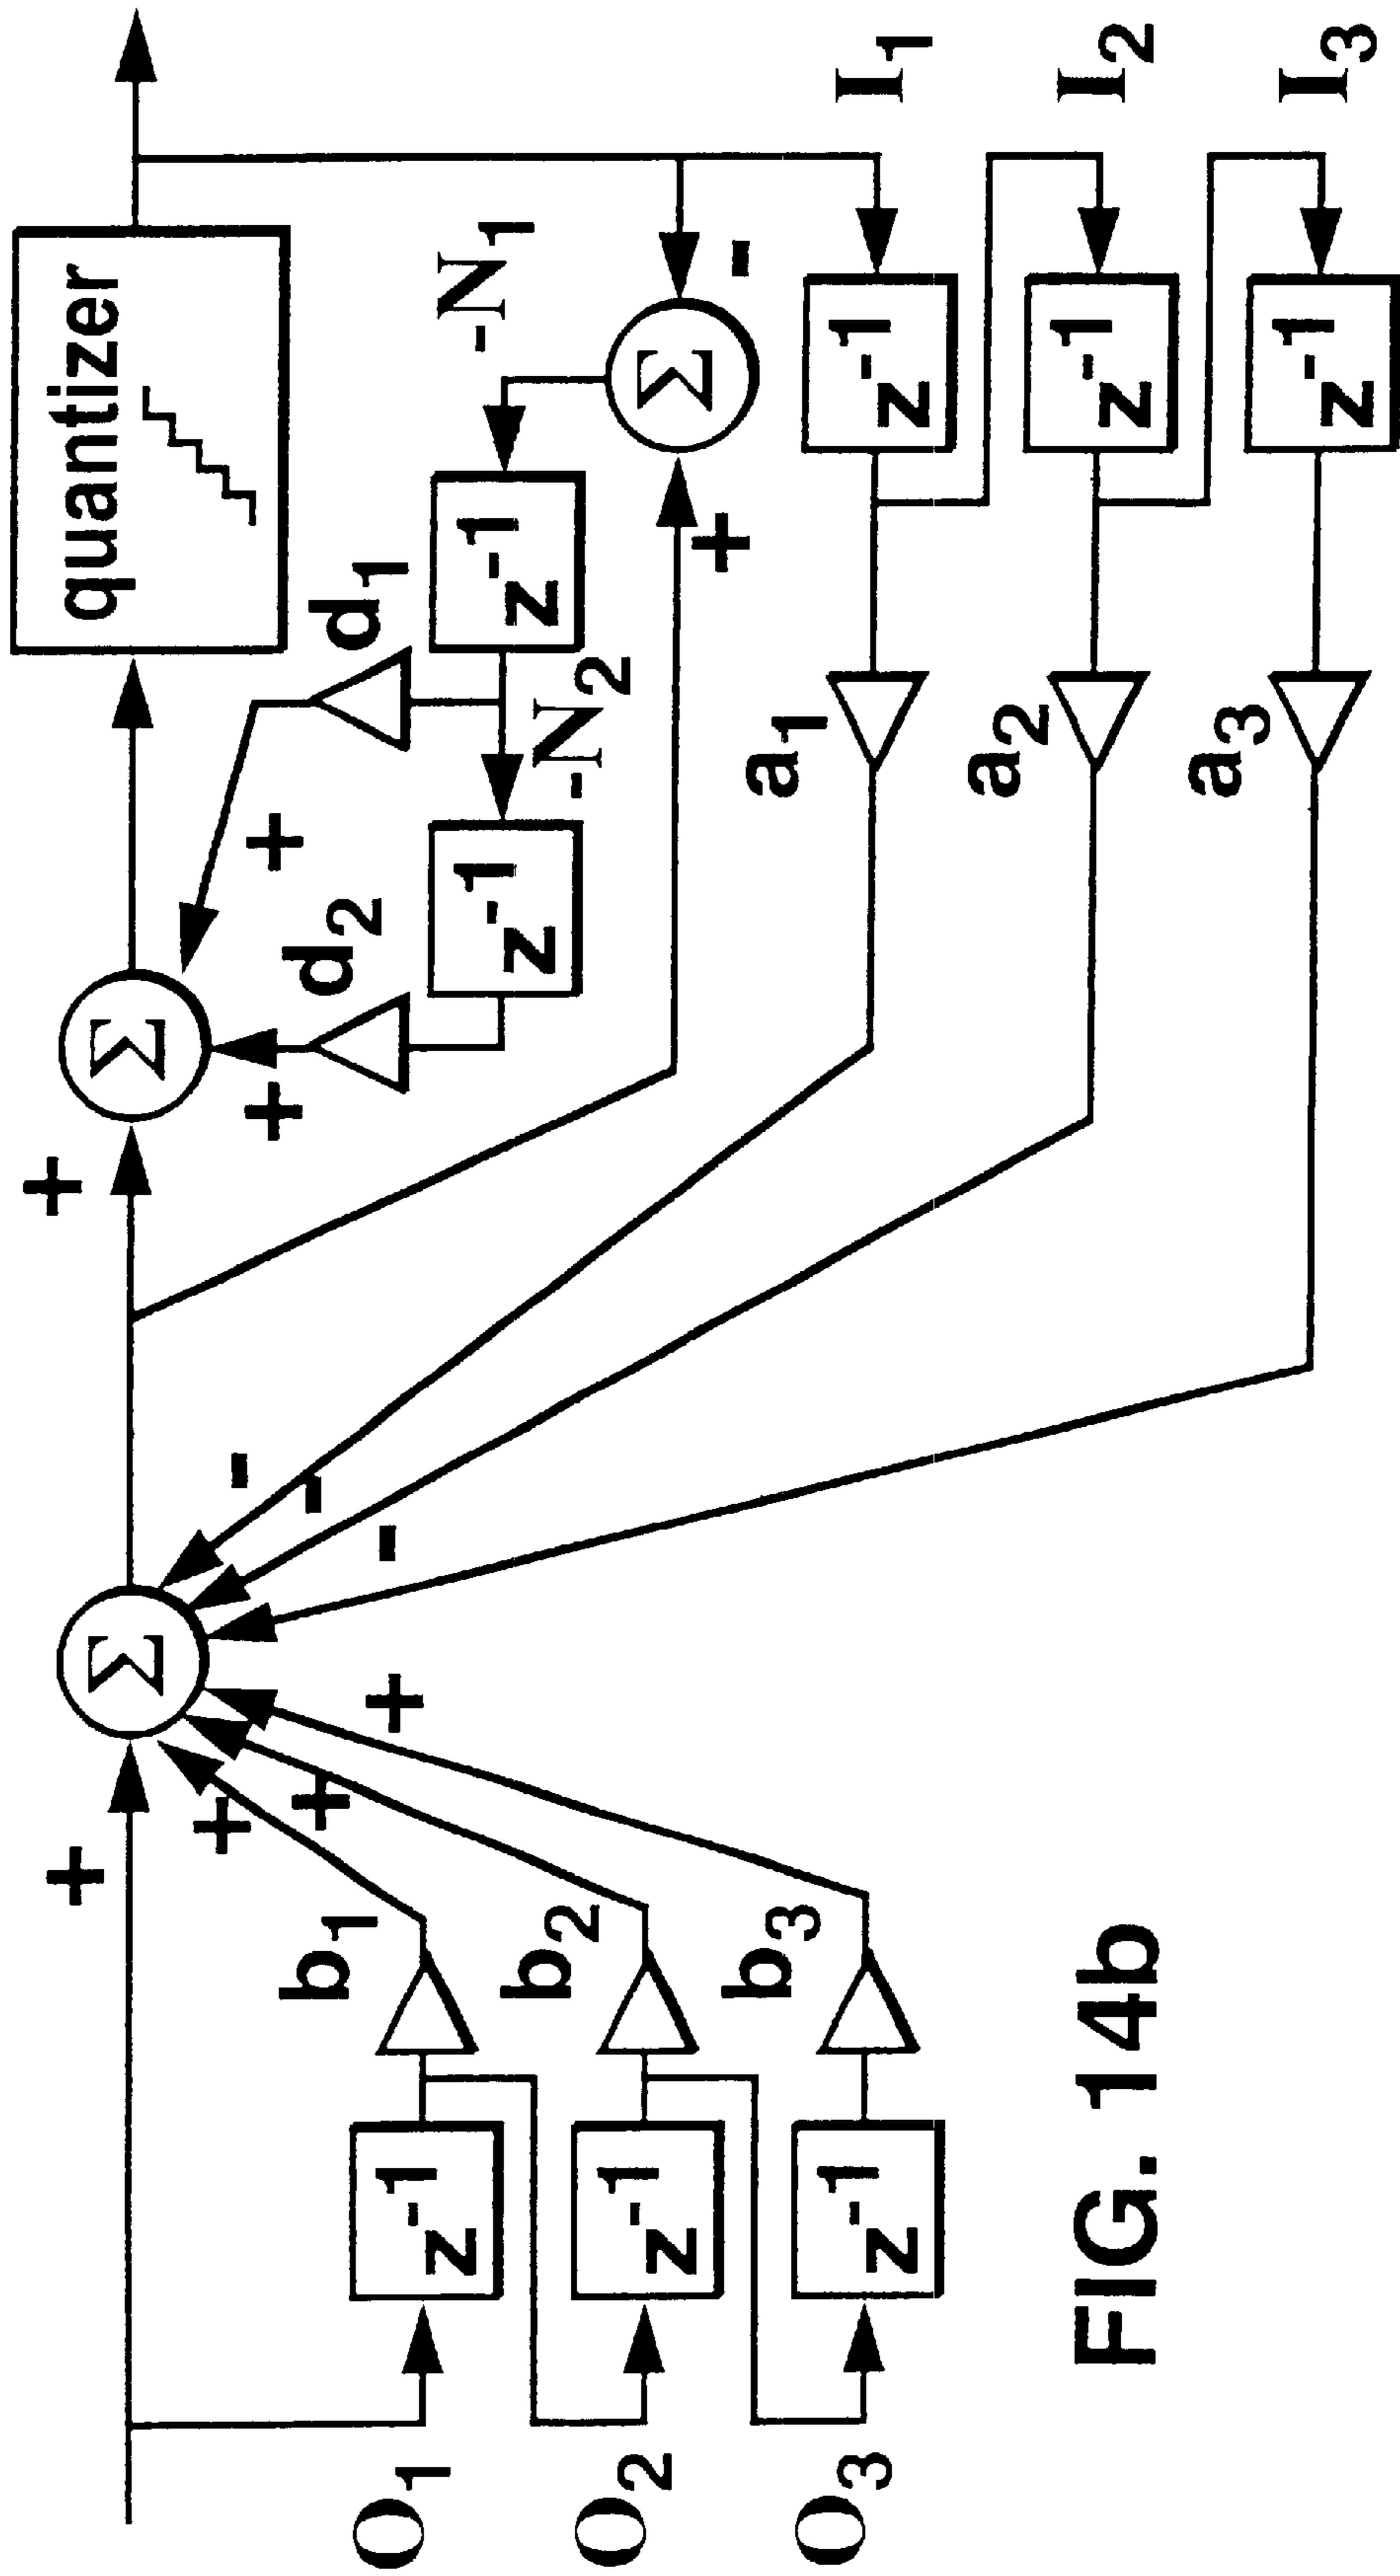 quantizer
+
Σ
+
Σ
+
+
+
+
-
-
-
+
+
d₂
d₁
b₁
z⁻¹
z⁻¹
z⁻¹
-N₁
-N₂
+
-
Σ
O₁
b₂
z⁻¹
a₁
z⁻¹
I₁
O₂
b₃
z⁻¹
a₂
z⁻¹
I₂
O₃
a₃
z⁻¹
I₃
FIG. 14b